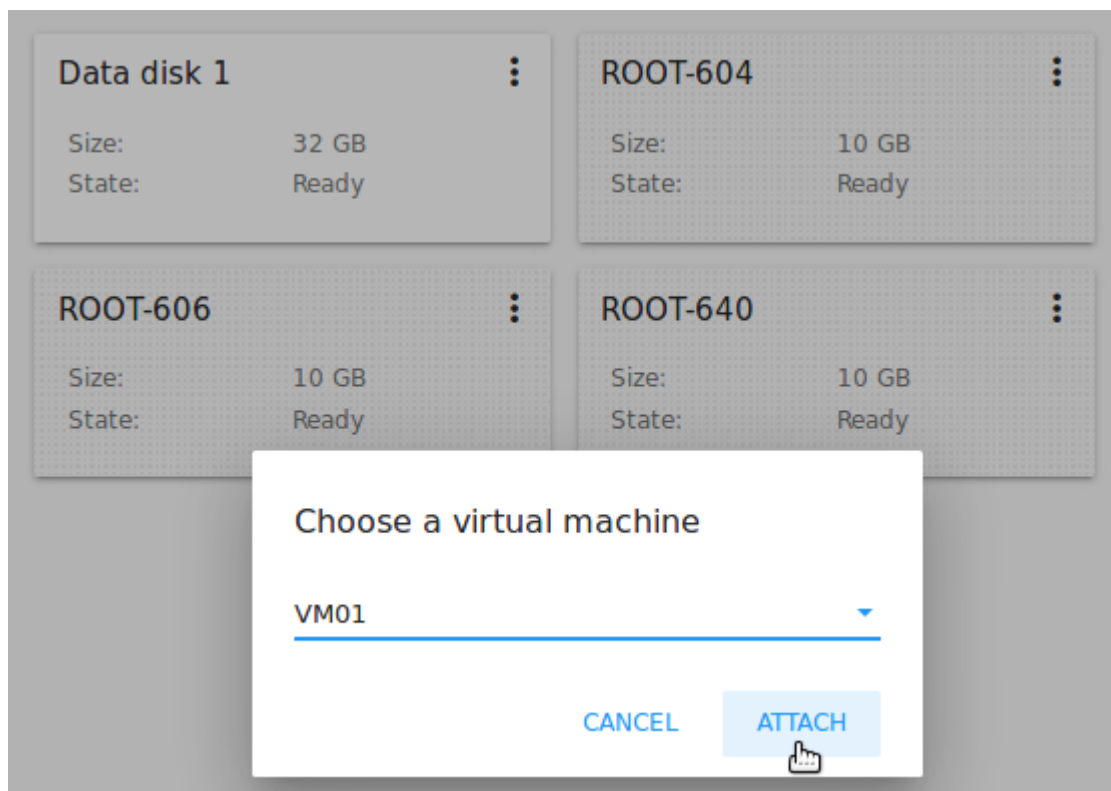 Data disk 1
Size: 32 GB
State: Ready
ROOT-604
Size: 10 GB
State: Ready
ROOT-606
Size: 10 GB
State: Ready
ROOT-640
Size: 10 GB
State: Ready
Choose a virtual machine
VM01
CANCEL ATTACH